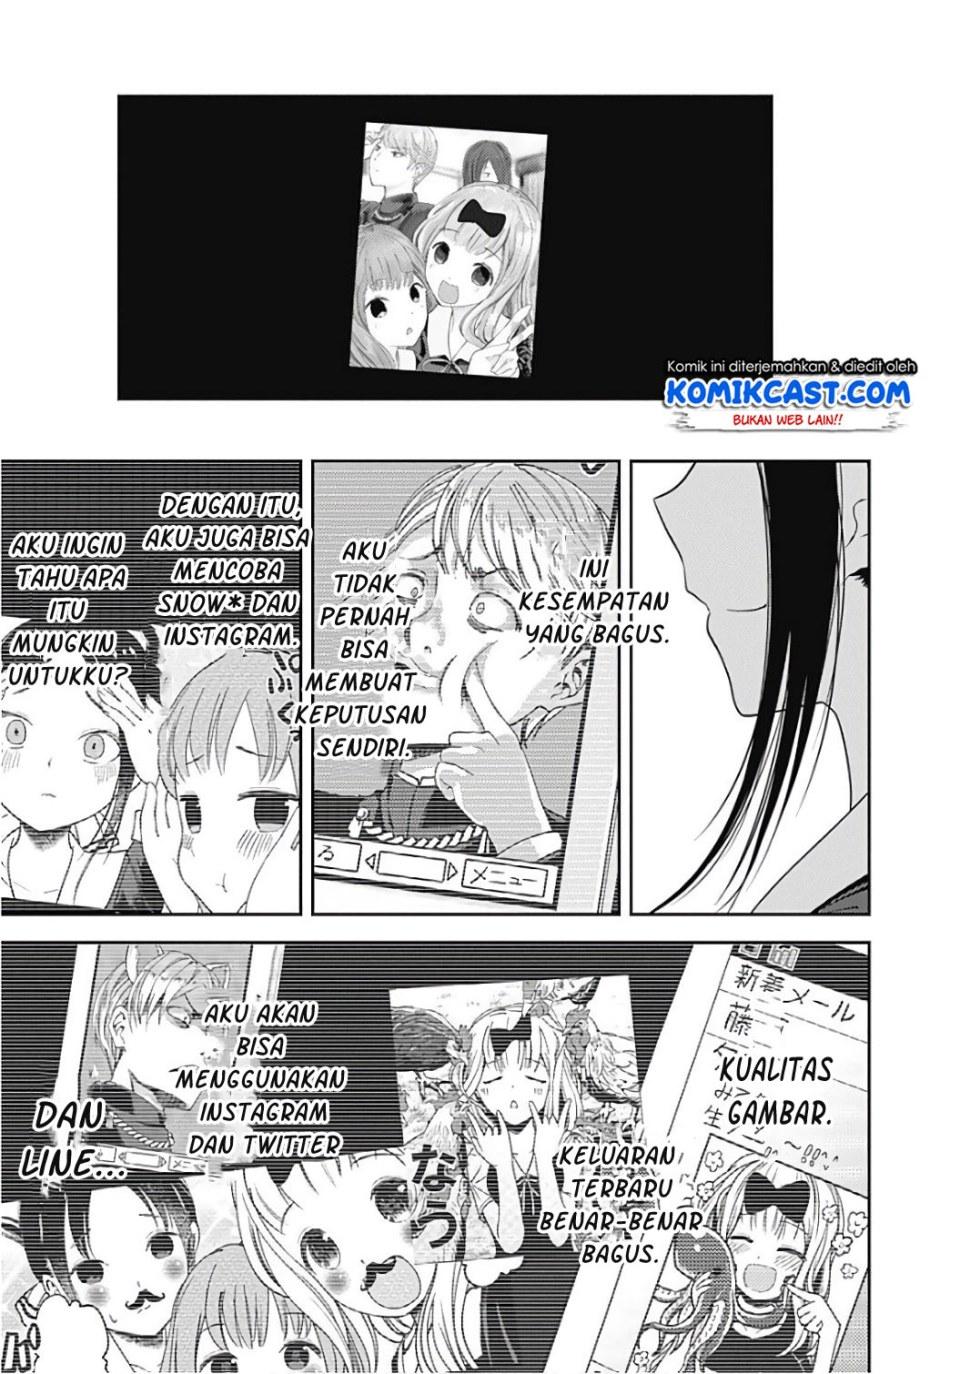 Komik ini diterjemahkan & diedit oleh
KOMIKCAST.COM
BUKAN WEB LAIN!!
INI
KESEMPATAN
YANG BAGUS.
AKU
TIDAK
PERNAH
BISA
MEMBUAT
KEPUTUSAN
SENDIRI.
る
メニュー
DENGAN ITU,
AKU JUGA BISA
MENCOBA
SNOW* DAN
INSTAGRAM.
AKU INGIN
TAHU APA
ITU
MUNGKIN
UNTUKKU?
新着メール
藤
KUALITAS
GAMBAR.
KELUARAN
TERBARU
BENAR-BENAR
BAGUS.
なう
AKU AKAN
BISA
MENGGUNAKAN
INSTAGRAM
DAN TWITTER
DAN
LINE...